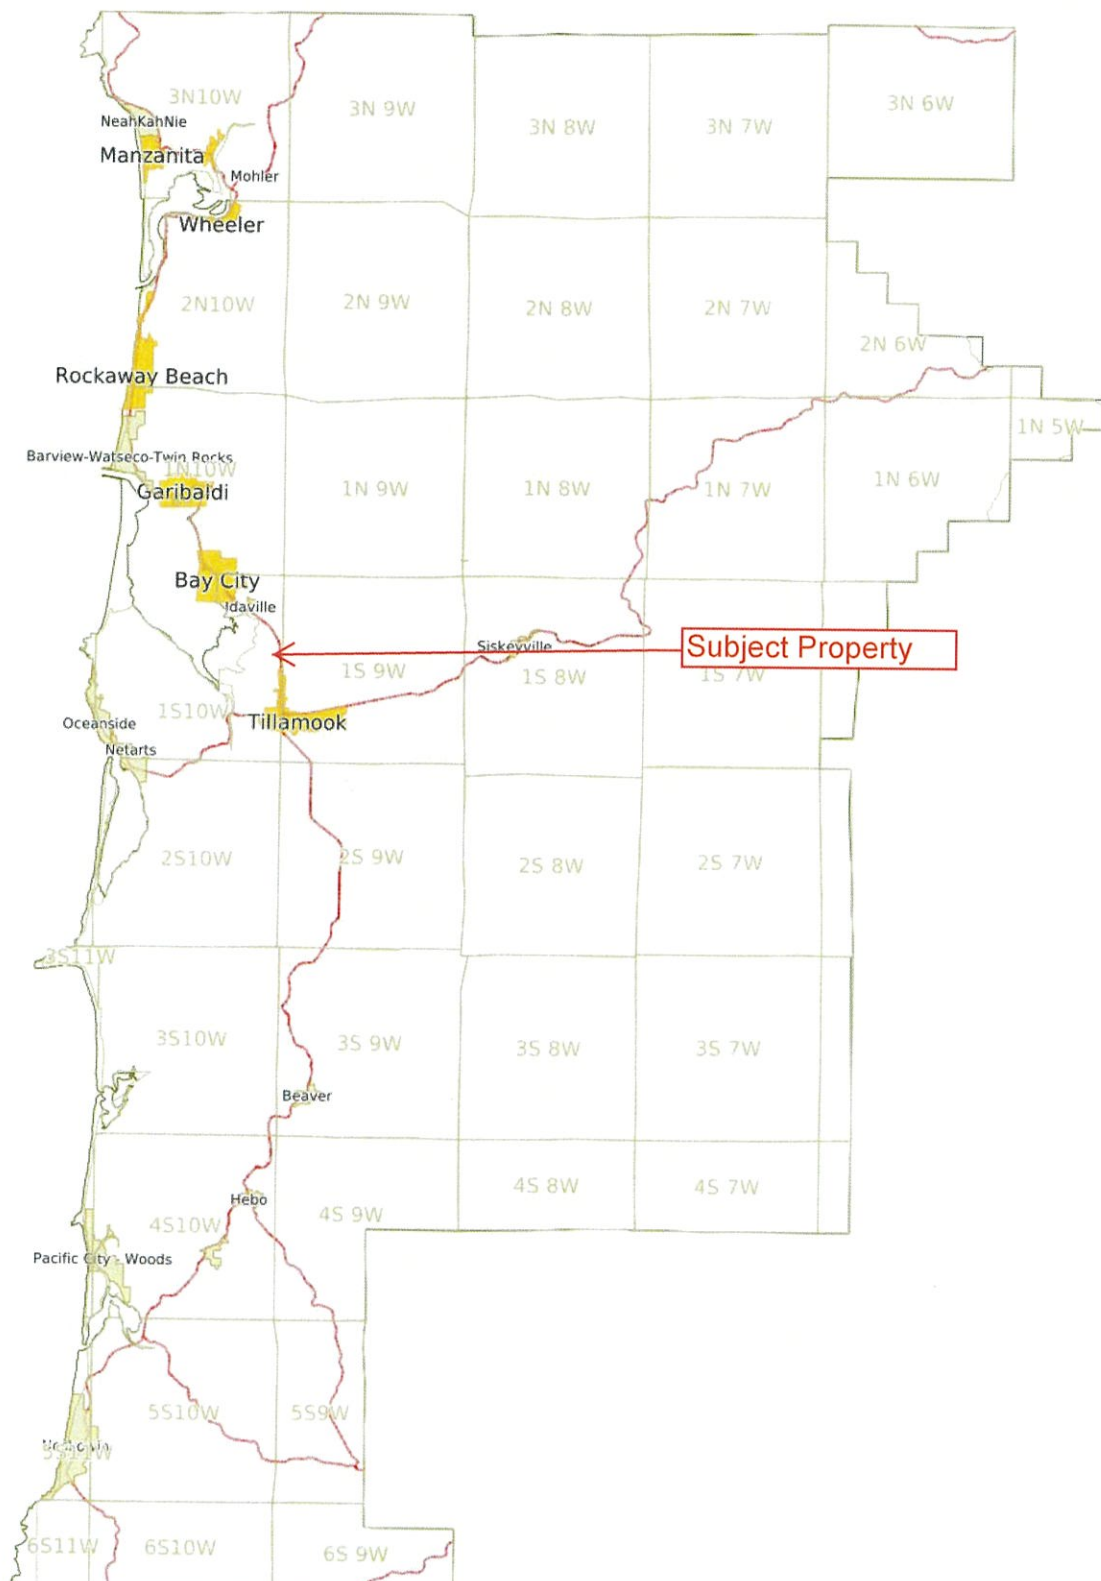 3N10W
3N 9W
3N 8W
3N 7W
3N 6W
NeahKahNie
Manzanita
Mohler
Wheeler
2N10W
2N 9W
2N 8W
2N 7W
2N 6W
Rockaway Beach
1N 5W
Barview-Watseco-Twin Rocks
1N10W
Garibaldi
1N 9W
1N 8W
1N 7W
1N 6W
Bay City
Idaville
Siskeyville
Subject Property
1S 9W
1S 8W
1S 7W
1S10W
Oceanside
Tillamook
Netarts
2S10W
2S 9W
2S 8W
2S 7W
3S11W
3S10W
3S 9W
3S 8W
3S 7W
Beaver
4S 8W
4S 7W
Hebo
4S10W
4S 9W
Pacific City - Woods
5S10W
5S9W
5S11W
6S11W
6S10W
6S 9W